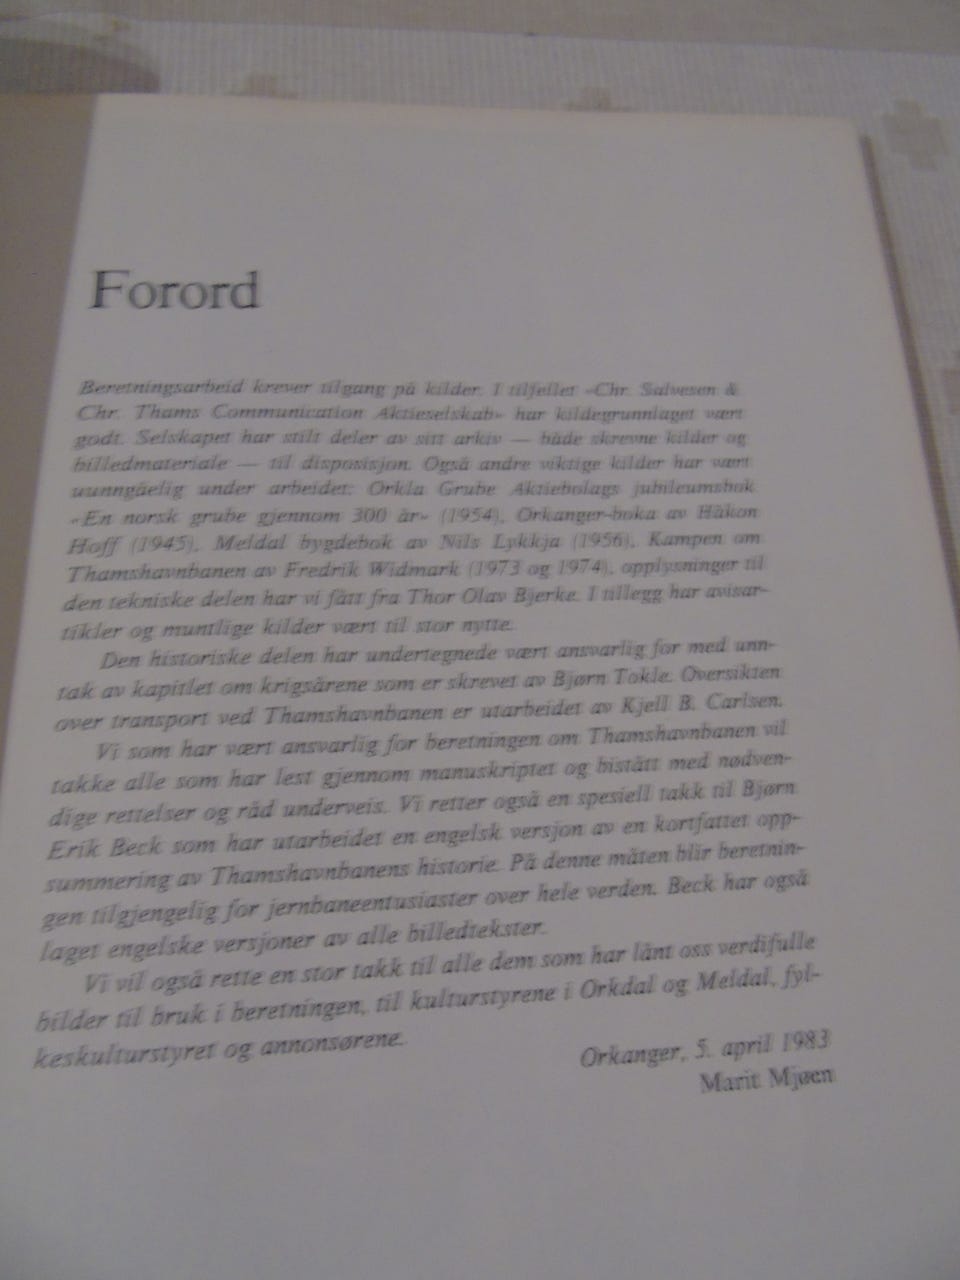 Forord
Beretningsarbeid krever tilgang på kilder. I tilfellet «Chr. Salvesen &
Chr. Thams Communication Aktieselskab» har kildegrunnlaget vært
godt. Selskapet har stilt deler av sitt arkiv — både skrevne kilder og
billedmateriale — til disposisjon. Også andre viktige kilder har vært
uunngåelig under arbeidet: Orkla Grube Aktiebolags jubileumsbok
«En norsk grube gjennom 300 år» (1954), Orkanger-boka av Håkon
Hoff (1945), Meldal bygdebok av Nils Lykkja (1956), Kampen om
Thamshavnbanen av Fredrik Widmark (1973 og 1974), opplysninger til
den tekniske delen har vi fått fra Thor Olav Bjerke. I tillegg har avisar-
tikler og muntlige kilder vært til stor nytte.
Den historiske delen har undertegnede vært ansvarlig for med unn-
tak av kapitlet om krigsårene som er skrevet av Bjørn Tokle. Oversikten
over transport ved Thamshavnbanen er utarbeidet av Kjell B. Carlsen.
Vi som har vært ansvarlig for beretningen om Thamshavnbanen vil
takke alle som har lest gjennom manuskriptet og bistått med nødven-
dige rettelser og råd underveis. Vi retter også en spesiell takk til Bjørn
Erik Beck som har utarbeidet en engelsk versjon av en kortfattet opp-
summering av Thamshavnbanens historie. På denne måten blir beretnin-
gen tilgjengelig for jernbaneentusiaster over hele verden. Beck har også
laget engelske versjoner av alle billedtekster.
Vi vil også rette en stor takk til alle dem som har lånt oss verdifulle
bilder til bruk i beretningen, til kulturstyrene i Orkdal og Meldal, fyl-
keskulturstyret og annonsørene.
Orkanger, 5. april 1983
Marit Mjøen